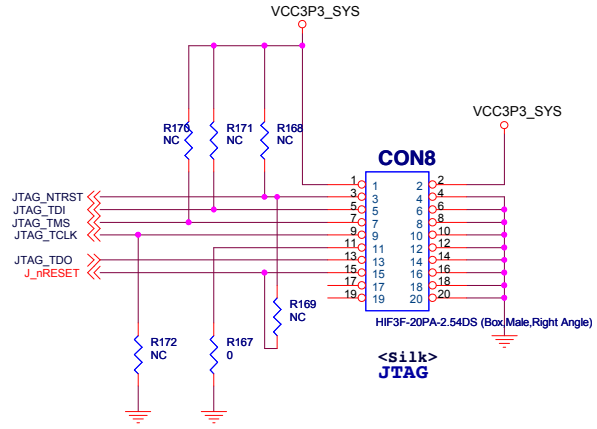 VCC3P3_SYS
VCC3P3_SYS
R170
NC
R171
NC
R168
NC
CON8
1 1 2 2
3 3 4 4
5 5 6 6
7 7 8 8
9 9 10 10
11 11 12 12
13 13 14 14
15 15 16 16
17 17 18 18
19 19 20 20
JTAG_NTRST
JTAG_TDI
JTAG_TMS
JTAG_TCLK
JTAG_TDO
J_nRESET
R169
NC
HIF3F-20PA-2.54DS (Box,Male,Right Angle)
R172
NC
R167
0
<Silk>
JTAG